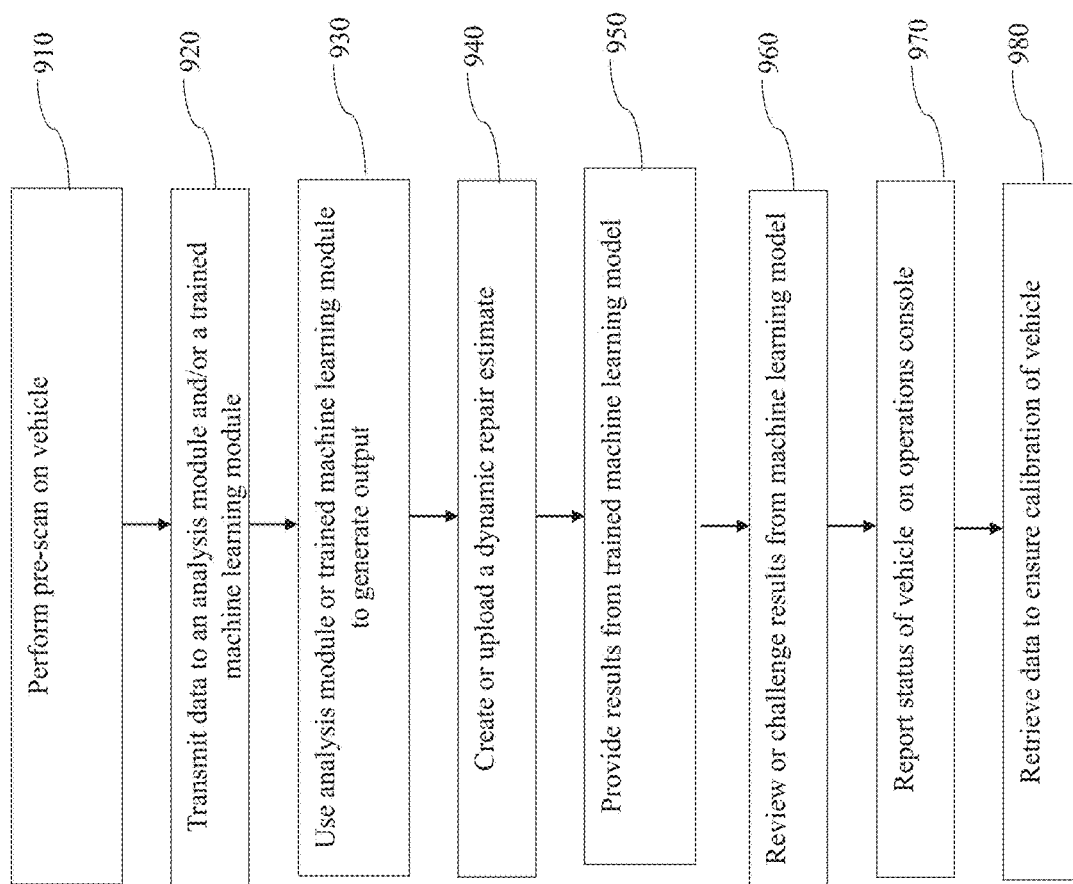 Perform pre-scan on vehicle
910
Transmit data to an analysis module and/or a trained
machine learning module
920
Use analysis module or trained machine learning module
to generate output
930
Create or upload a dynamic repair estimate
940
Provide results from trained machine learning model
950
Review or challenge results from machine learning model
960
Report status of vehicle on operations console
970
Retrieve data to ensure calibration of vehicle
980